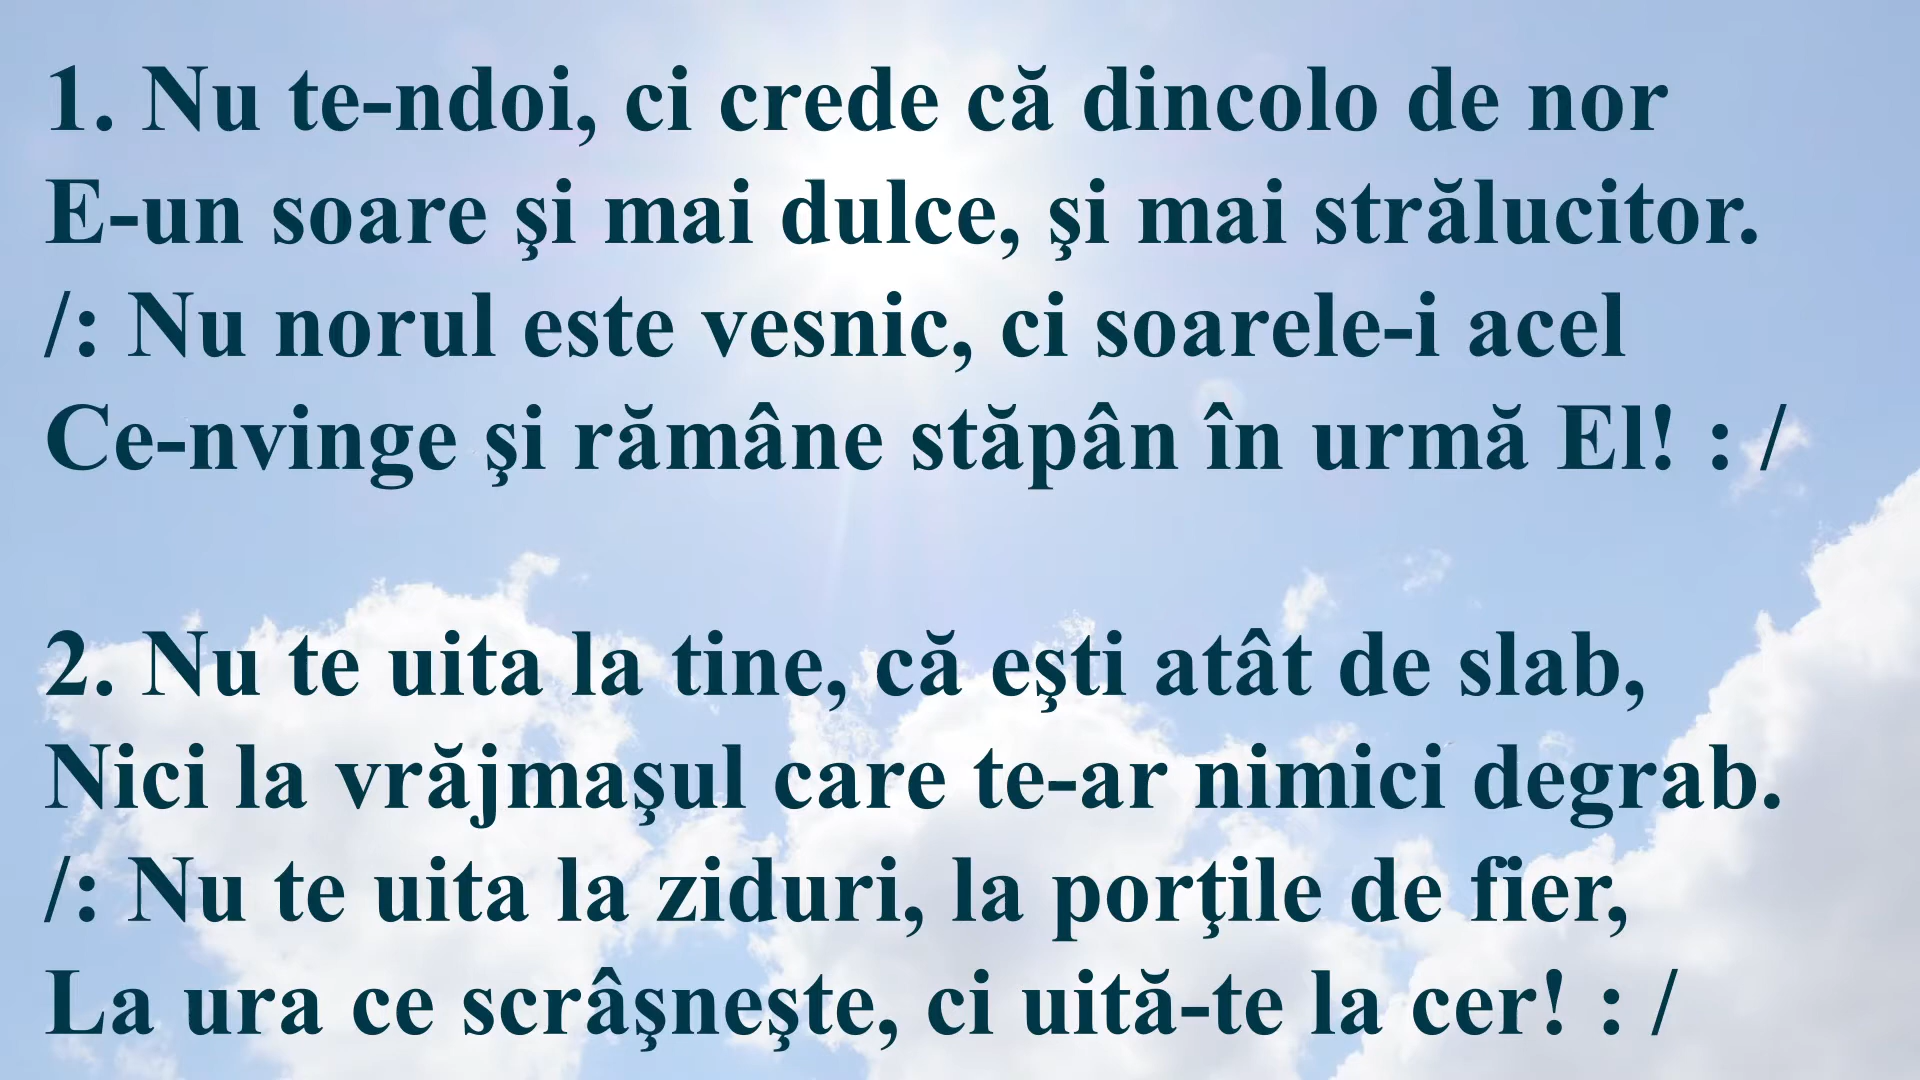 1. Nu te-ndoi, ci crede că dincolo de nor
E-un soare şi mai dulce, şi mai strălucitor.
/: Nu norul este vesnic, ci soarele-i acel
Ce-nvinge şi rămâne stăpân în urmă El! : /
2. Nu te uita la tine, că eşti atât de slab,
Nici la vrăjmaşul care te-ar nimici degrab.
/: Nu te uita la ziduri, la porţile de fier,
La ura ce scrâşneşte, ci uită-te la cer! : /